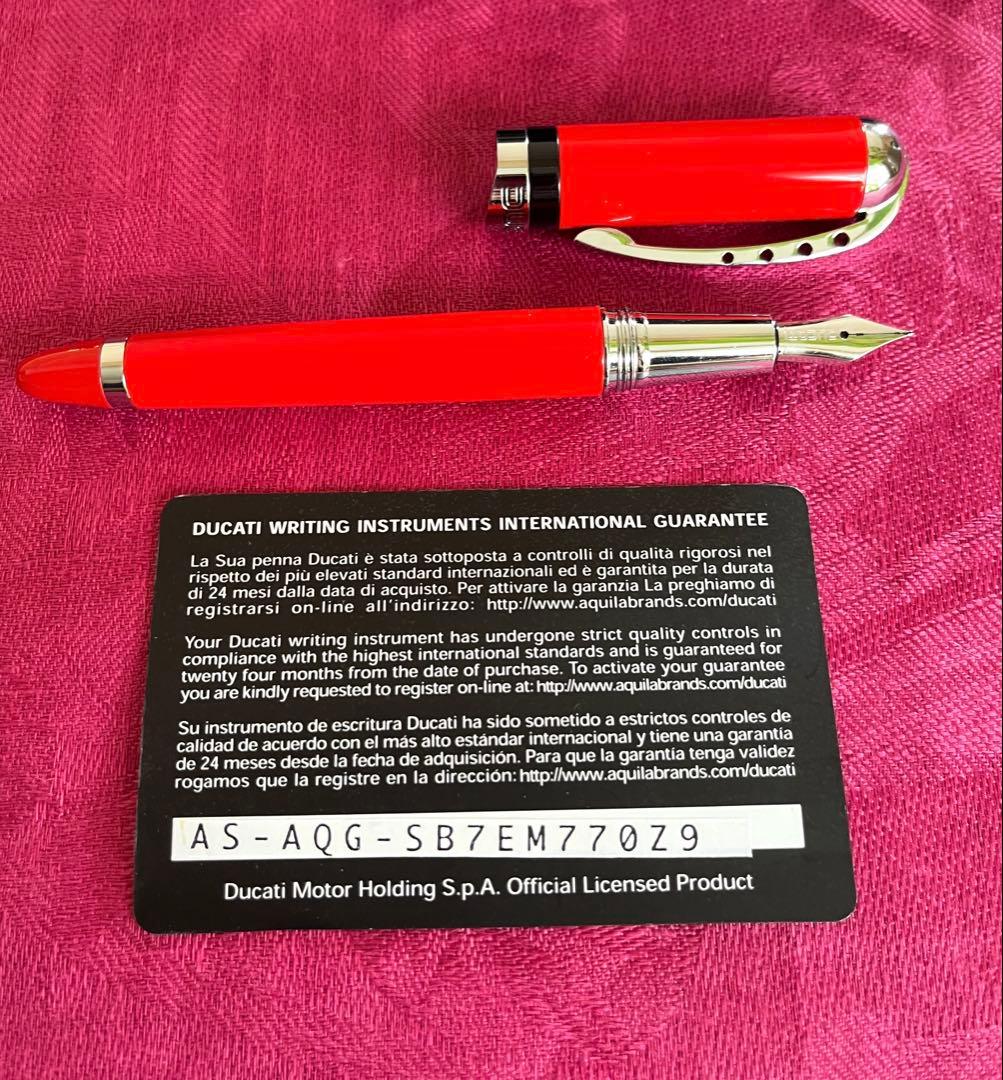 DUCATI WRITING INSTRUMENTS INTERNATIONAL GUARANTEE
La Sua penna Ducati è stata sottoposta a controlli di qualità rigorosi nel
rispetto dei più elevati standard internazionali ed è garantita per la durata
di 24 mesi dalla data di acquisto. Per attivare la garanzia La preghiamo di
registrarsi on-line all'indirizzo: http://www.aquilabrands.com/ducati
Your Ducati writing instrument has undergone strict quality controls in
compliance with the highest international standards and is guaranteed for
twenty four months from the date of purchase. To activate your guarantee
you are kindly requested to register on-line at: http://www.aquilabrands.com/ducati
Su instrumento de escritura Ducati ha sido sometido a estrictos controles de
calidad de acuerdo con el más alto estándar internacional y tiene una garantía
de 24 meses desde la fecha de adquisición. Para que la garantía tenga validez
rogamos que la registre en la dirección: http://www.aquilabrands.com/ducati
AS-AQG-SB7EM770Z9
Ducati Motor Holding S.p.A. Official Licensed Product